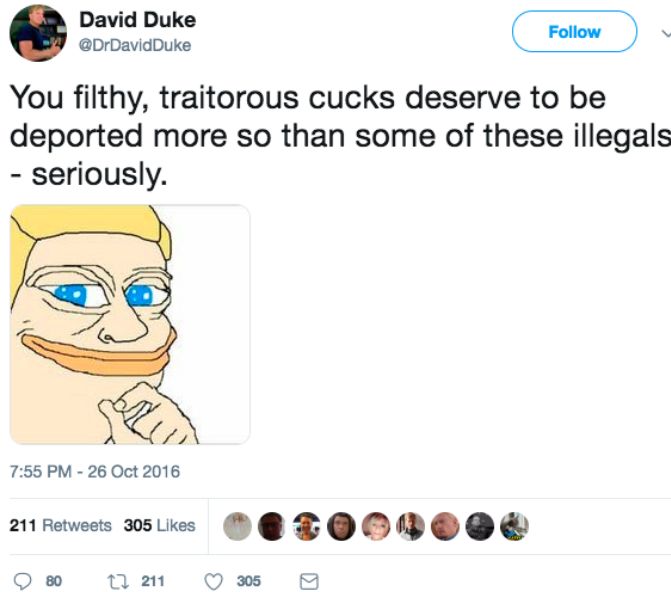 David Duke
@DrDavidDuke
Follow
You filthy, traitorous cucks deserve to be
deported more so than some of these illegals
- seriously.
7:55 PM - 26 Oct 2016
211 Retweets 305 Likes
80 211 305